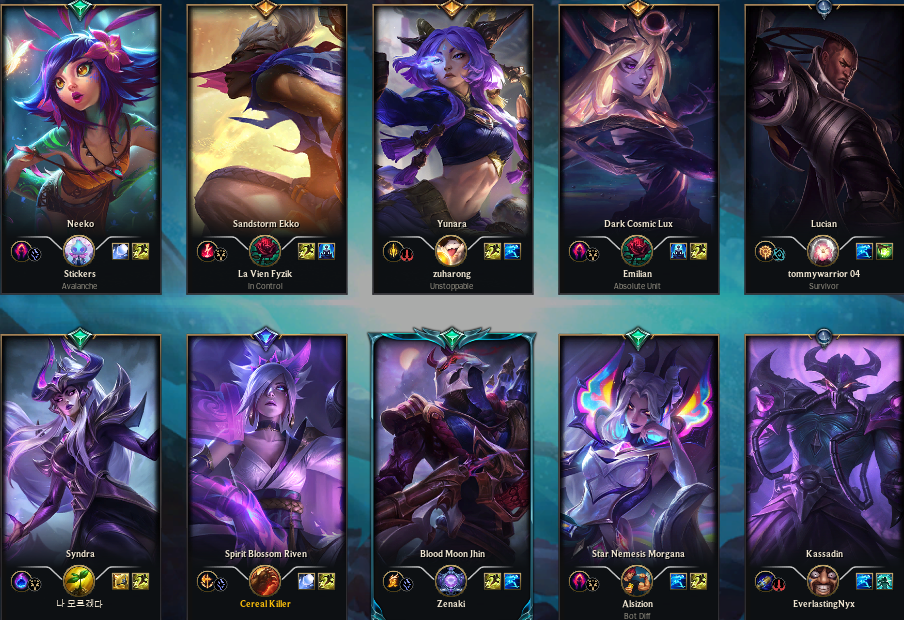 Neeko
Sandstorm Ekko
Yunara
Dark Cosmic Lux
Lucian
Stickers
La Vien Fyzik
zuharong
Emilian
tommywarrior 04
Avalanche
In Control
Unstoppable
Absolute Unit
Survivor
Syndra
Spirit Blossom Riven
Blood Moon Jhin
Star Nemesis Morgana
Kassadin
나 모르겠다
Cereal Killer
Zenaki
Alsizion
EverlastingNyx
Bot Diff